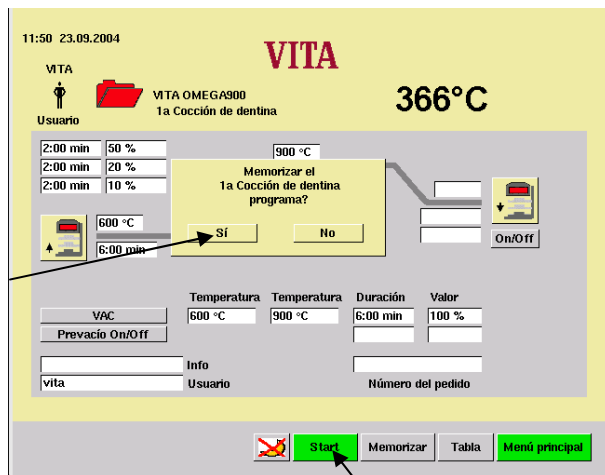 11:50 23.09.2004
VITA
VITA
Usuario
VITA OMEGA900
1a Cocción de dentina
366°C
2:00 min 50 %
2:00 min 20 %
2:00 min 10 %
900 °C
Memorizar el
1a Cocción de dentina
programa?
Sí No
600 °C
6:00 min
On/Off
Temperatura Temperatura Duración Valor
VAC 600 °C 900 °C 6:00 min 100 %
Prevacío On/Off
Info
vita Usuario Número del pedido
Start Memorizar Tabla Menú principal